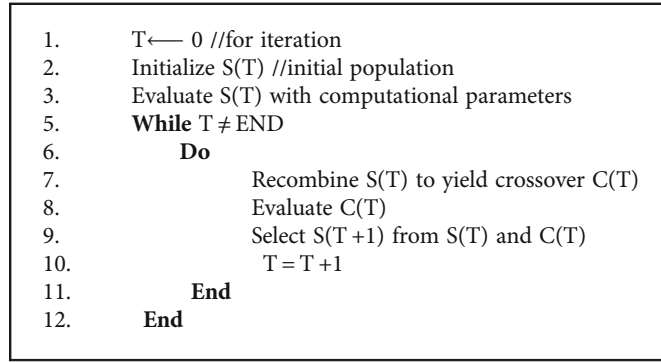 1. T⟵ 0 //for iteration
2. Initialize S(T) //initial population
3. Evaluate S(T) with computational parameters
5. While T ≠ END
6. Do
7. Recombine S(T) to yield crossover C(T)
8. Evaluate C(T)
9. Select S(T +1) from S(T) and C(T)
10. T = T +1
11. End
12. End